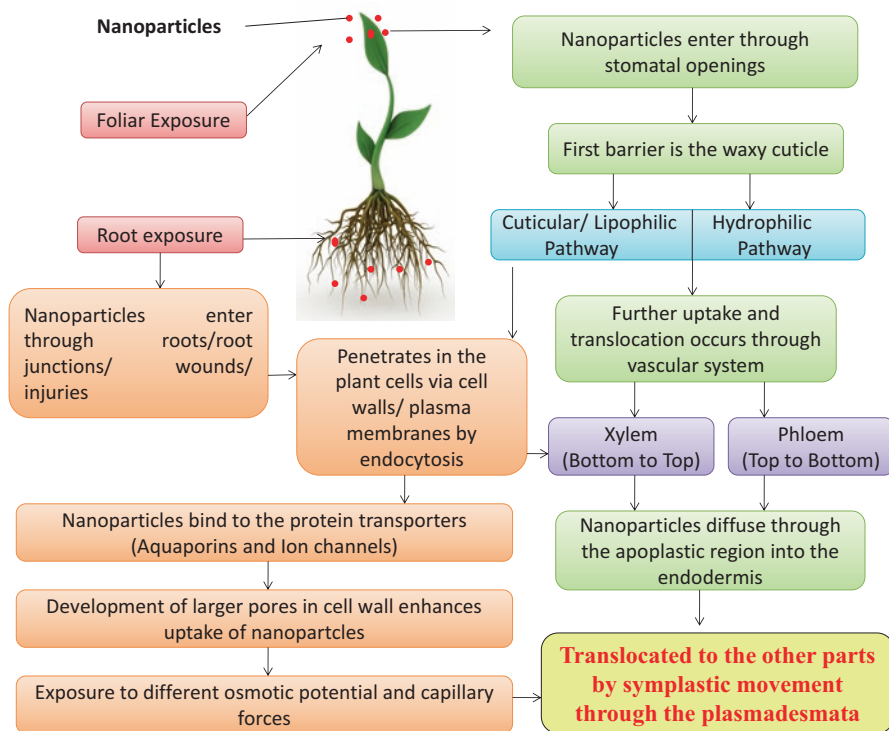 Nanoparticles
Foliar Exposure
Root exposure
Nanoparticles enter
through roots/root
junctions/ wounds/
injuries
Penetrates in the
plant cells via cell
walls/ plasma
membranes by
endocytosis
Nanoparticles bind to the protein transporters
(Aquaporins and Ion channels)
Development of larger pores in cell wall enhances
uptake of nanopartcles
Exposure to different osmotic potential and capillary
forces
Nanoparticles enter through
stomatal openings
First barrier is the waxy cuticle
Cuticular/ Lipophilic
Pathway
Hydrophilic
Pathway
Further uptake and
translocation occurs through
vascular system
Xylem
(Bottom to Top)
Phloem
(Top to Bottom)
Nanoparticles diffuse through
the apoplastic region into the
endodermis
Translocated to the other parts
by symplastic movement
through the plasmadesmata